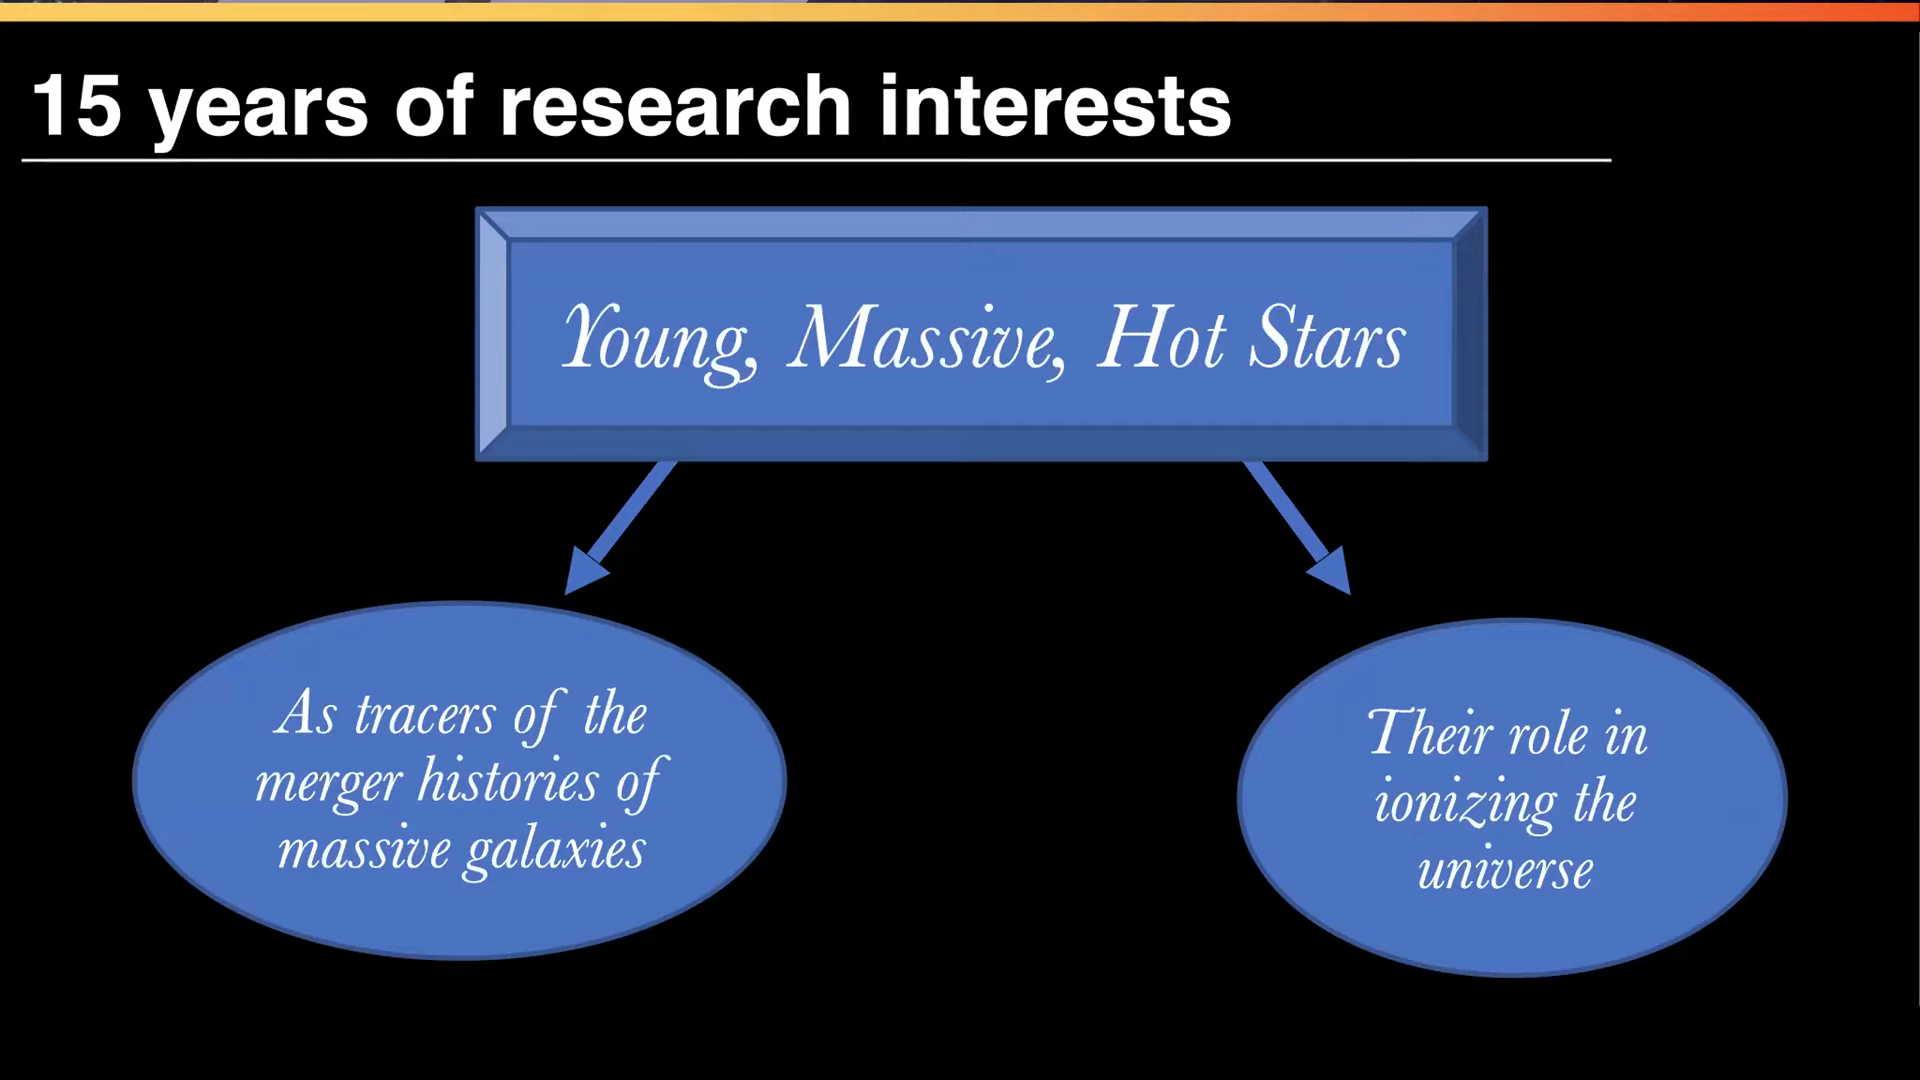 15 years of research interests
Young, Massive, Hot Stars
As tracers of the
merger histories of
massive galaxies
Their role in
ionizing the
universe